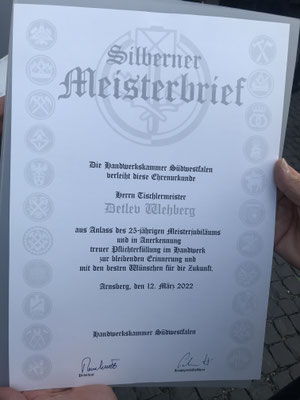 Silberner
Meisterbrief
Die Handwerkskammer Südwestfalen
verleiht diese Ehrenurkunde
Herrn Tischlermeister
Detlev Wehberg
aus Anlass des 25-jährigen Meisterjubiläums
und in Anerkennung
treuer Pflichterfüllung im Handwerk
zur bleibenden Erinnerung und
mit den besten Wünschen für die Zukunft.
Arnsberg, den 12. März 2022
Handwerkskammer Südwestfalen